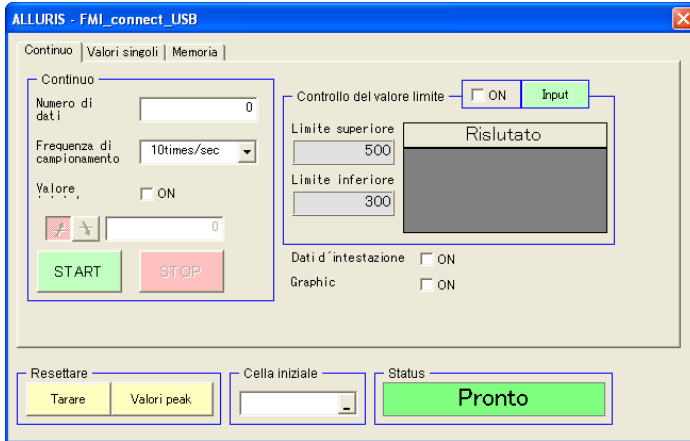 ALLURIS - FMI_connect_USB
Continuo Valori singoli Memoria
Continuo
Numero di
dati
0
Frequenza di
campionamento
10times/sec
Valore
ON
0
START STOP
Controllo del valore limite
ON
Input
Limite superiore
500
Limite inferiore
300
Rislutato
Dati d´intestazione ON
Graphic ON
Resettare
Tarare Valori peak
Cella iniziale
Status
Pronto